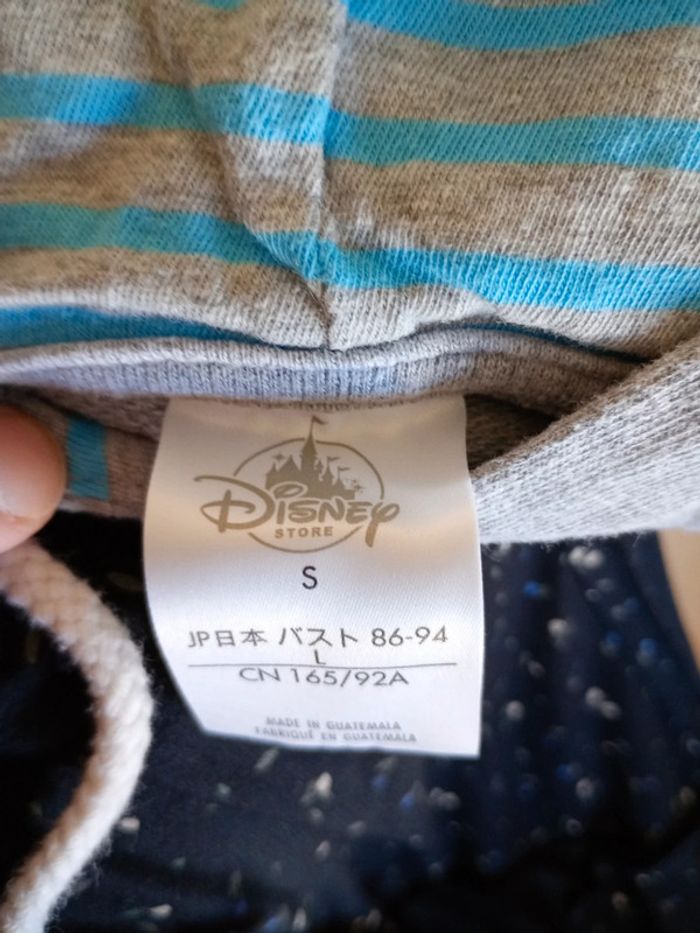 Disney
STORE
S
JP日本 バスト 86-94
L
CN 165/92A
MADE IN GUATEMALA
FABRIQUÉ EN GUATEMALA